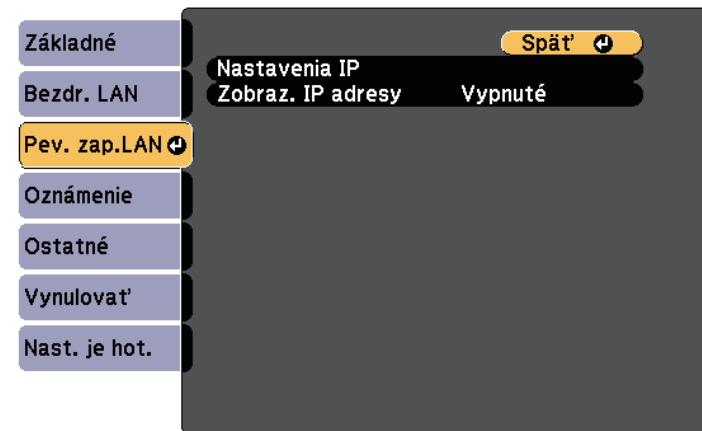 Základné
Bezdr. LAN
Pev. zap.LAN
Oznámenie
Ostatné
Vynulovať
Nast. je hot.
Späť
Nastavenia IP
Zobraz. IP adresy Vypnuté